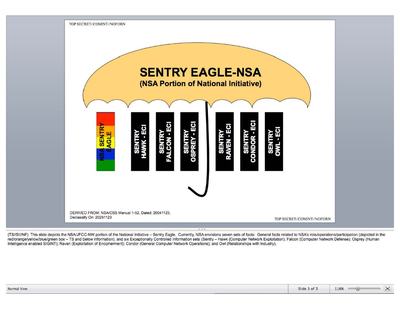 TOP SECRET//COMINT//NOFORN
SENTRY EAGLE-NSA
(NSA Portion of National Initiative)
NSA SENTRY
EAGLE
SENTRY
HAWK - ECI
SENTRY
FALCON - ECI
SENTRY
OSPREY - ECI
SENTRY
RAVEN - ECI
SENTRY
CONDOR - ECI
SENTRY
OWL - ECI
DERIVED FROM: NSA/CSS Manual 1-52, Dated: 20041123,
Declassify On: 20291123
TOP SECRET//COMINT//NOFORN
(TS//SI//NF) This slide depicts the NSA/JFCC-NW portion of the National Initiative – Sentry Eagle. Currently, NSA envisions seven sets of facts: General facts related to NSA's role/operations/participation (depicted in the
red/orange/yellow/blue/green box – TS and below information), and six Exceptionally Controlled Information sets (Sentry – Hawk (Computer Network Exploitation); Falcon (Computer Network Defense); Osprey (Human
Intelligence enabled SIGINT); Raven (Exploitation of Encipherment); Condor (General Computer Network Operations); and Owl (Relationships with Industry).
Normal View
Slide 3 of 3